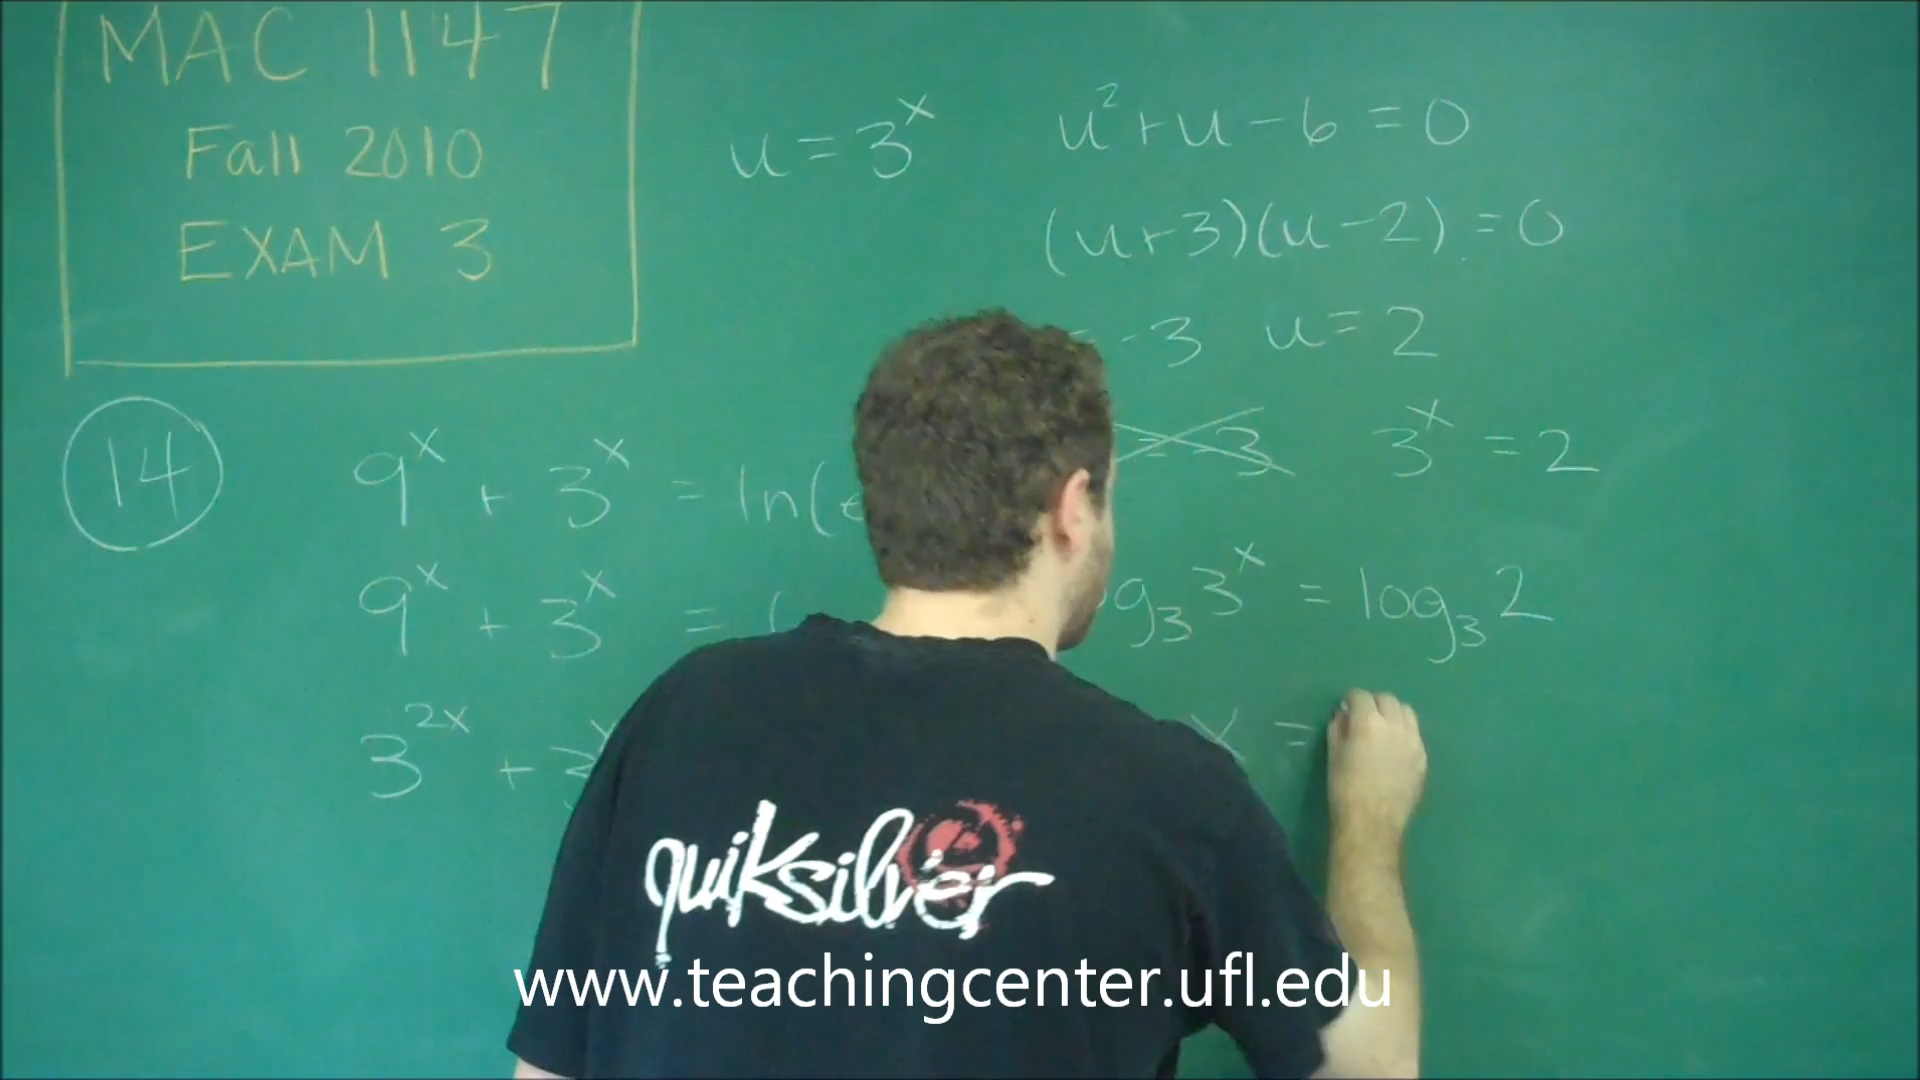 MAC 1147
Fall 2010
EXAM 3
u = 3^x
u² + u - 6 = 0
(u+3)(u-2) = 0
= -3 u = 2
= -3 3^x = 2
14
9^x + 3^x = ln(
9^x + 3^x =
3^2x +
3^x = log₃2
x =
quiksilver
www.teachingcenter.ufl.edu